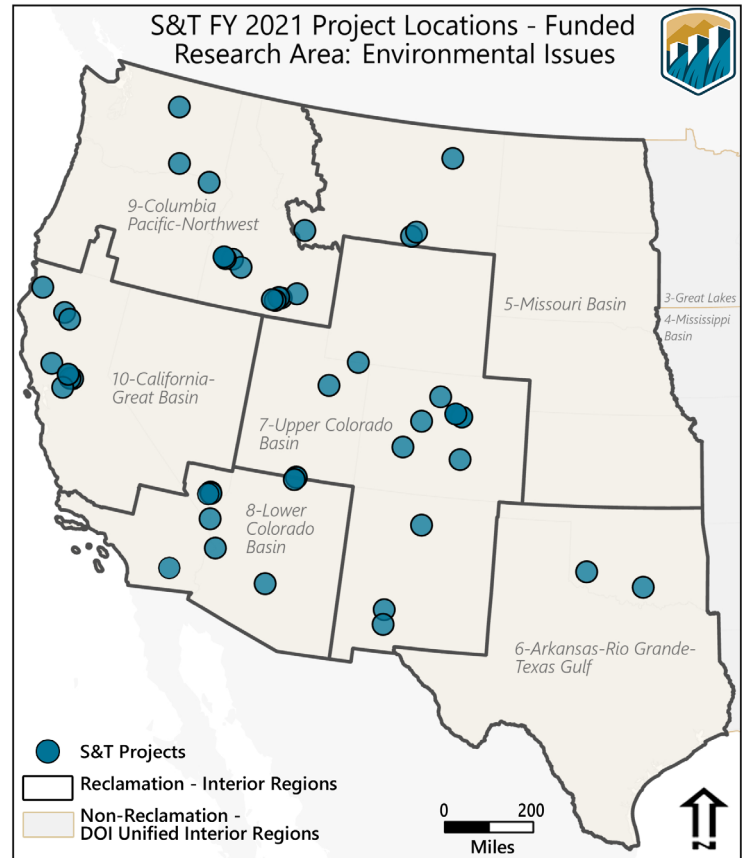 S&T FY 2021 Project Locations - Funded
Research Area: Environmental Issues
9-Columbia
Pacific-Northwest
5-Missouri Basin
3-Great Lakes
4-Mississippi
Basin
10-California-
Great Basin
7-Upper Colorado
Basin
8-Lower
Colorado
Basin
6-Arkansas-Rio Grande-
Texas Gulf
S&T Projects
Reclamation - Interior Regions
Non-Reclamation -
DOI Unified Interior Regions
0 200
Miles
N